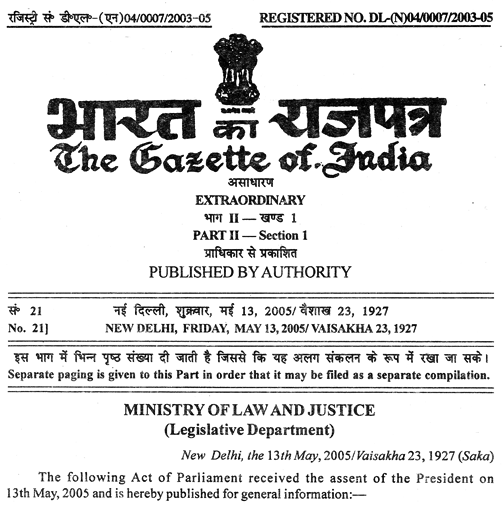 रजिस्ट्री सं॰ डी॰एल॰-(एन)04/0007/2003-05 REGISTERED NO. DL-(N)04/0007/2003-05
भारत का राजपत्र
The Gazette of India
असाधारण
EXTRAORDINARY
भाग II — खण्ड 1
PART II — Section 1
प्राधिकार से प्रकाशित
PUBLISHED BY AUTHORITY
सं॰ 21 नई दिल्ली, शुक्रवार, मई 13, 2005/ वैशाख 23, 1927
No. 21] NEW DELHI, FRIDAY, MAY 13, 2005/ VAISAKHA 23, 1927
इस भाग में भिन्न पृष्ठ संख्या दी जाती है जिससे कि यह अलग संकलन के रूप में रखा जा सके।
Separate paging is given to this Part in order that it may be filed as a separate compilation.
MINISTRY OF LAW AND JUSTICE
(Legislative Department)
New Delhi, the 13th May, 2005/Vaisakha 23, 1927 (Saka)
The following Act of Parliament received the assent of the President on
13th May, 2005 and is hereby published for general information:—